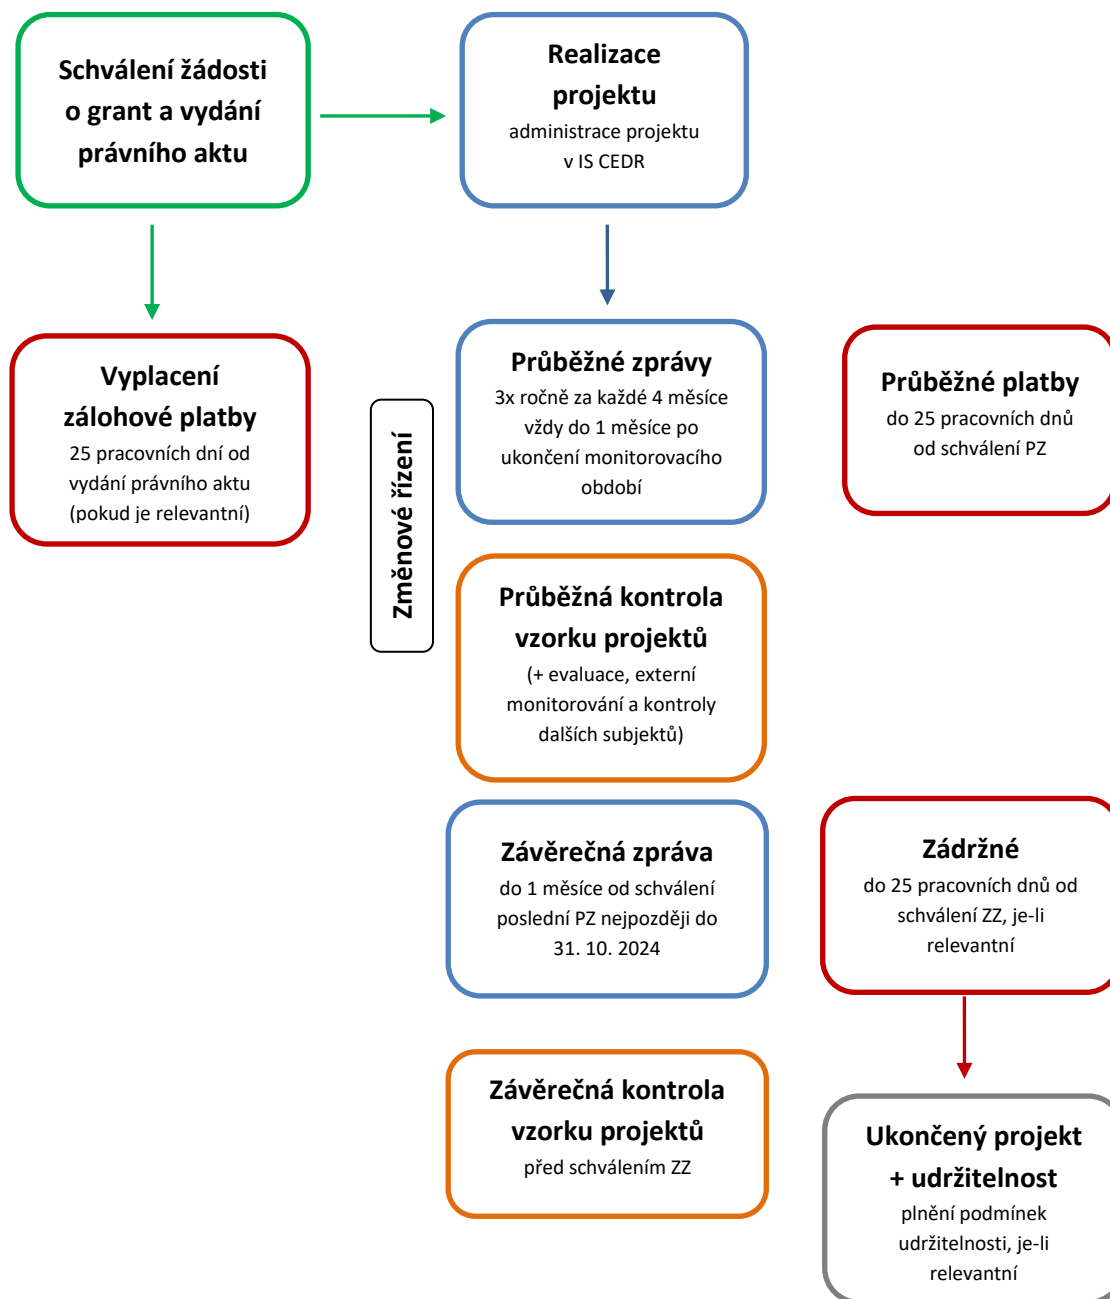 Schválení žádosti
o grant a vydání
právního aktu
Realizace
projektu
administrace projektu
v IS CEDR
Vyplacení
zálohové platby
25 pracovních dní od
vydání právního aktu
(pokud je relevantní)
Změnové řízení
Průběžné zprávy
3x ročně za každé 4 měsíce
vždy do 1 měsíce po
ukončení monitorovacího
období
Průběžné platby
do 25 pracovních dnů
od schválení PZ
Průběžná kontrola
vzorku projektů
(+ evaluace, externí
monitorování a kontroly
dalších subjektů)
Závěrečná zpráva
do 1 měsíce od schválení
poslední PZ nejpozději do
31. 10. 2024
Zádržné
do 25 pracovních dnů od
schválení ZZ, je-li
relevantní
Závěrečná kontrola
vzorku projektů
před schválením ZZ
Ukončený projekt
+ udržitelnost
plnění podmínek
udržitelnosti, je-li
relevantní